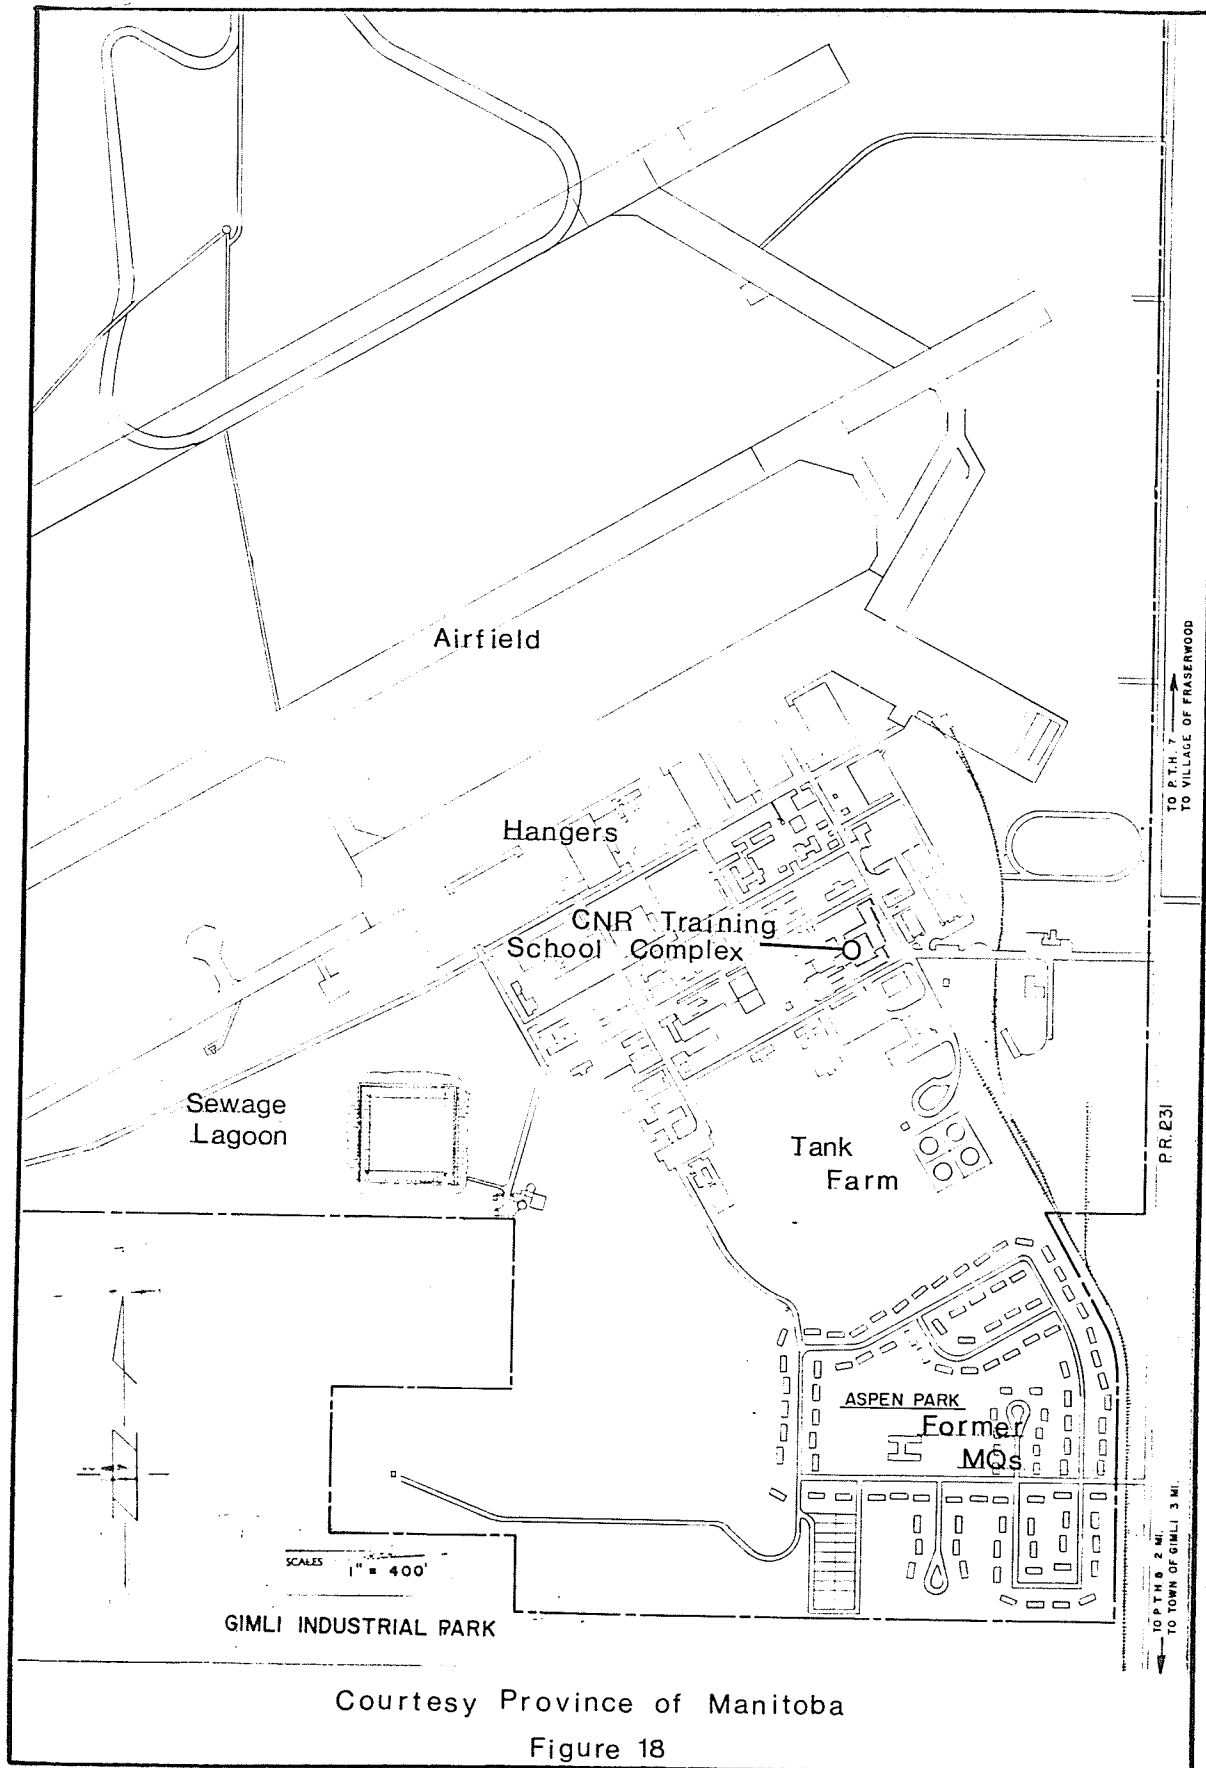 Airfield
TO P.T.H. 7
TO VILLAGE OF FRASERWOOD
Hangers
CNR Training
School Complex
Sewage
Lagoon
Tank
Farm
P.R. 231
ASPEN PARK
Former
MQs
SCALES 1" = 400'
TO P T H 8 2 MI.
TO TOWN OF GIMLI 3 MI.
GIMLI INDUSTRIAL PARK
Courtesy Province of Manitoba
Figure 18